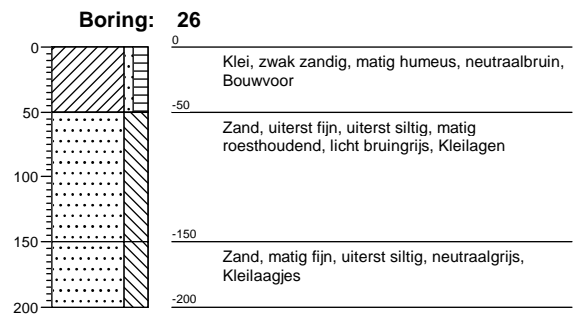 Boring: 26
0
0
Klei, zwak zandig, matig humeus, neutraalbruin,
Bouwvoor
50
-50
Zand, uiterst fijn, uiterst siltig, matig
roesthoudend, licht bruingrijs, Kleilagen
100
150
-150
Zand, matig fijn, uiterst siltig, neutraalgrijs,
Kleilaagjes
200
-200